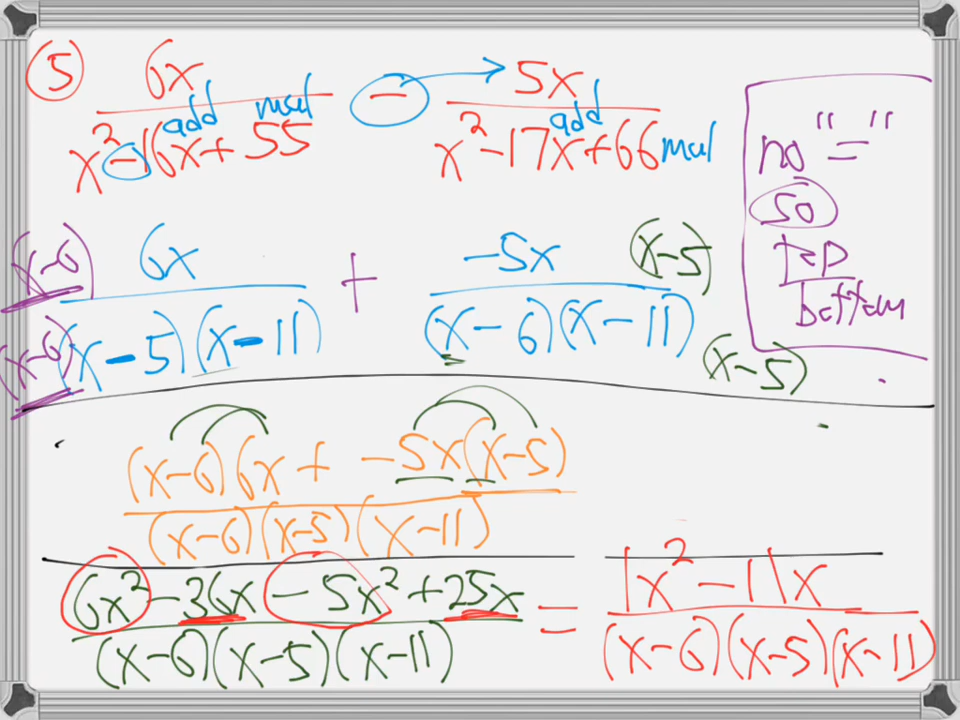 (5) 6x/(x²-16x+55) - 5x/(x²-17x+66)
add mul add mul
no "="
so
top
bottom
(x-6) 6x/((x-6)(x-5)(x-11)) + -5x (x-5)/((x-6)(x-11)(x-5))
((x-6)6x + -5x(x-5))/((x-6)(x-5)(x-11))
(6x²-36x-5x²+25x)/((x-6)(x-5)(x-11)) = (1x²-11x)/((x-6)(x-5)(x-11))